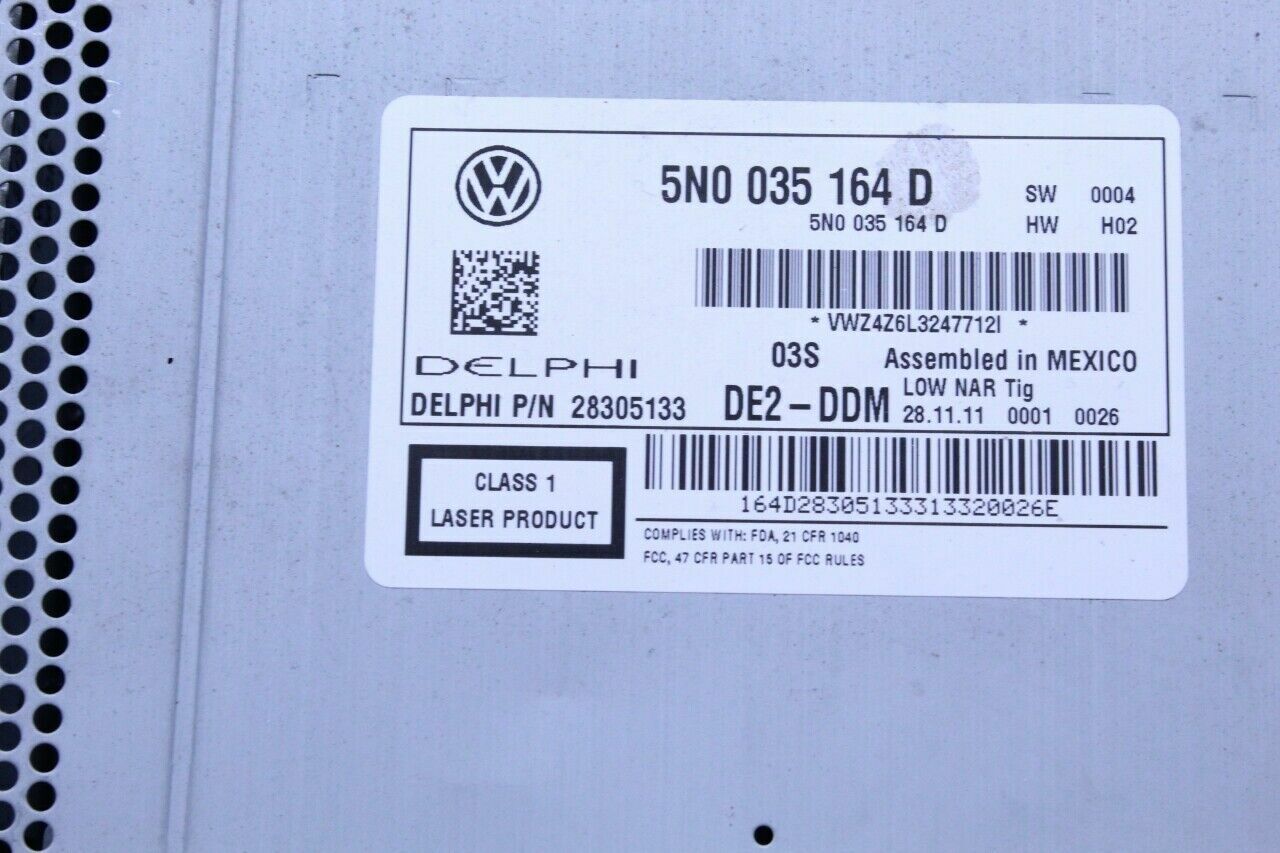 5N0 035 164 D
SW 0004
5N0 035 164 D
HW H02
* VWZ4Z6L3247712I *
DELPHI
03S Assembled in MEXICO
DELPHI P/N 28305133
DE2-DDM
LOW NAR Tig
28.11.11 0001 0026
CLASS 1
LASER PRODUCT
164D28305133313320026E
COMPLIES WITH: FDA, 21 CFR 1040
FCC, 47 CFR PART 15 OF FCC RULES